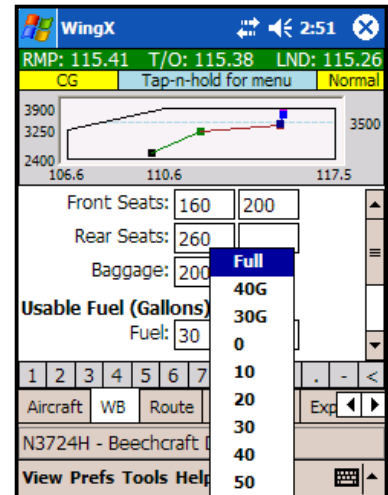 WingX 2:51
RMP: 115.41 T/O: 115.38 LND: 115.26
CG Tap-n-hold for menu Normal
3900
3250
2400
3500
106.6 110.6 117.5
Front Seats: 160 200
Rear Seats: 260
Baggage: 200
Usable Fuel (Gallons)
Fuel: 30
Full
40G
30G
0
10
20
30
40
50
1 2 3 4 5 6 7 . - <
Aircraft WB Route Exp
N3724H - Beechcraft
View Prefs Tools Help